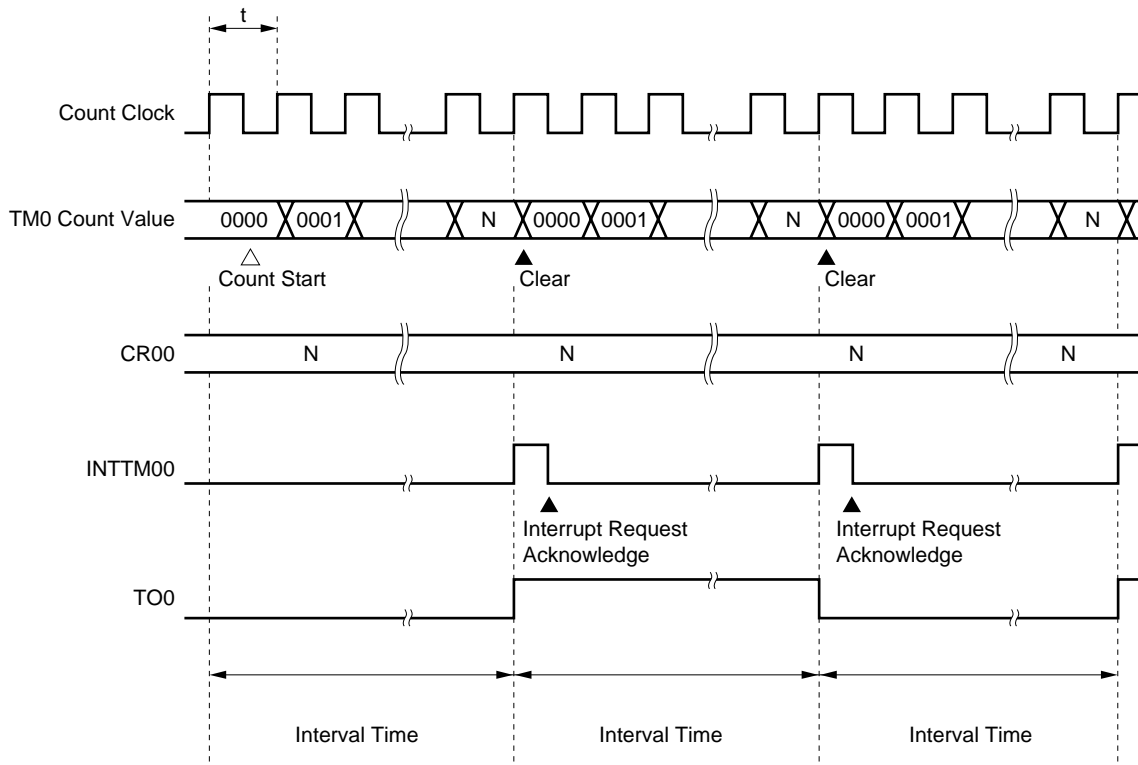 t
Count Clock
TM0 Count Value 0000 0001 N 0000 0001 N 0000 0001 N
Count Start Clear Clear
CR00 N N N N
INTTM00
Interrupt Request Acknowledge
Interrupt Request Acknowledge
TO0
Interval Time Interval Time Interval Time